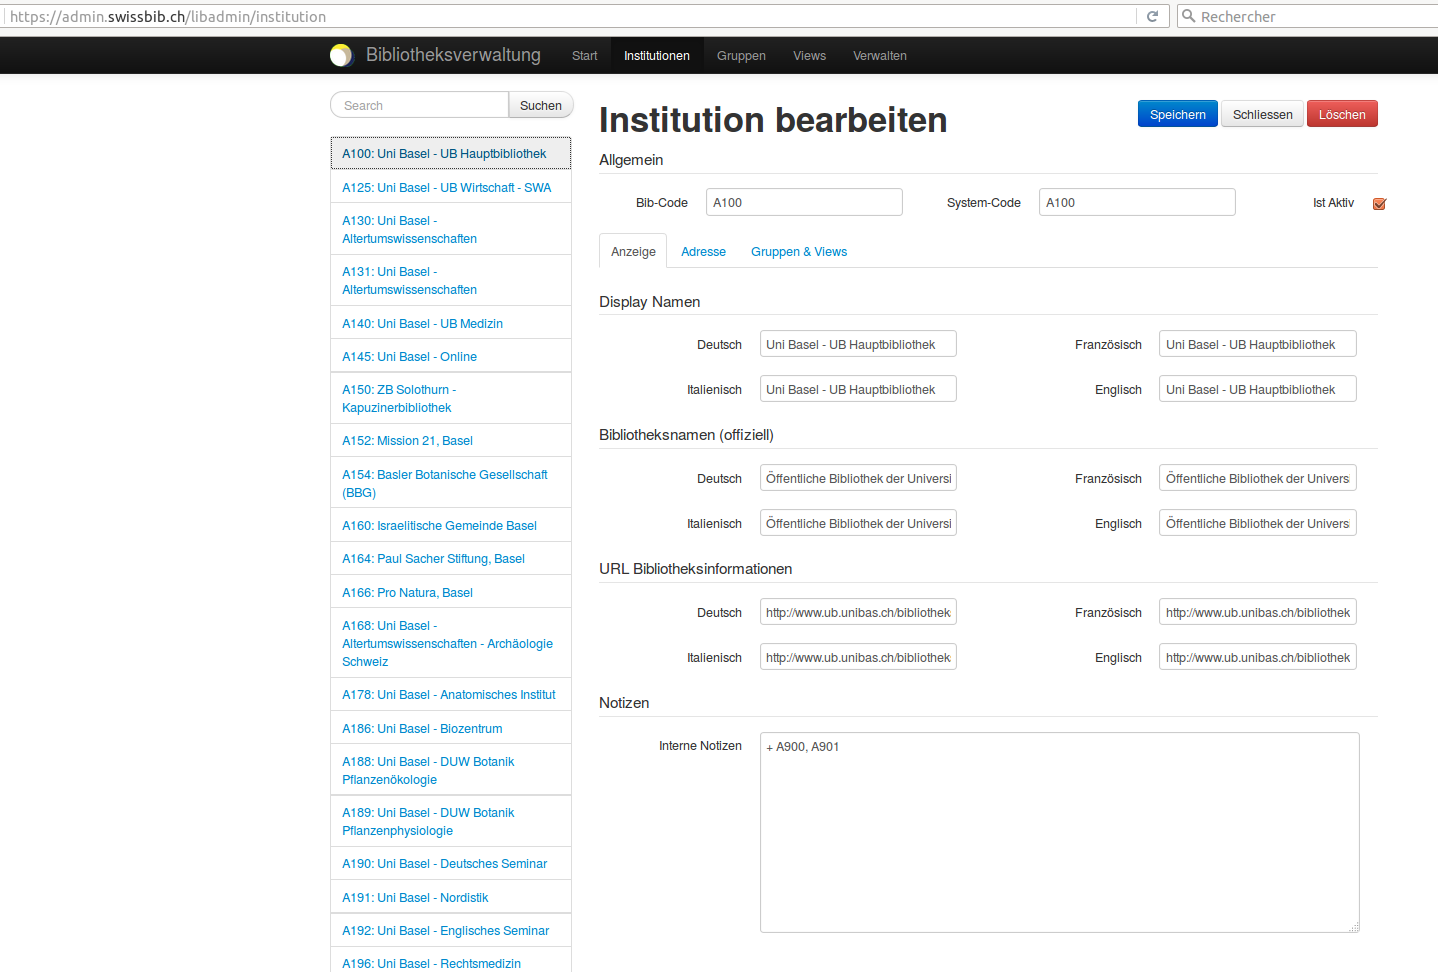 https://admin.swissbib.ch/libadmin/institution
Rechercher
Bibliotheksverwaltung
Start
Institutionen
Gruppen
Views
Verwalten
Search
Suchen
A100: Uni Basel - UB Hauptbibliothek
A125: Uni Basel - UB Wirtschaft - SWA
A130: Uni Basel -
Altertumswissenschaften
A131: Uni Basel -
Altertumswissenschaften
A140: Uni Basel - UB Medizin
A145: Uni Basel - Online
A150: ZB Solothurn -
Kapuzinerbibliothek
A152: Mission 21, Basel
A154: Basler Botanische Gesellschaft
(BBG)
A160: Israelitische Gemeinde Basel
A164: Paul Sacher Stiftung, Basel
A166: Pro Natura, Basel
A168: Uni Basel -
Altertumswissenschaften - Archäologie
Schweiz
A178: Uni Basel - Anatomisches Institut
A186: Uni Basel - Biozentrum
A188: Uni Basel - DUW Botanik
Pflanzenökologie
A189: Uni Basel - DUW Botanik
Pflanzenphysiologie
A190: Uni Basel - Deutsches Seminar
A191: Uni Basel - Nordistik
A192: Uni Basel - Englisches Seminar
A196: Uni Basel - Rechtsmedizin
Institution bearbeiten
Speichern
Schliessen
Löschen
Allgemein
Bib-Code A100 System-Code A100 Ist Aktiv
Anzeige Adresse Gruppen & Views
Display Namen
Deutsch Uni Basel - UB Hauptbibliothek Französisch Uni Basel - UB Hauptbibliothek
Italienisch Uni Basel - UB Hauptbibliothek Englisch Uni Basel - UB Hauptbibliothek
Bibliotheksnamen (offiziell)
Deutsch Öffentliche Bibliothek der Universi Französisch Öffentliche Bibliothek der Univers
Italienisch Öffentliche Bibliothek der Universi Englisch Öffentliche Bibliothek der Univers
URL Bibliotheksinformationen
Deutsch http://www.ub.unibas.ch/bibliothek Französisch http://www.ub.unibas.ch/bibliothek
Italienisch http://www.ub.unibas.ch/bibliothek Englisch http://www.ub.unibas.ch/bibliothek
Notizen
Interne Notizen + A900, A901